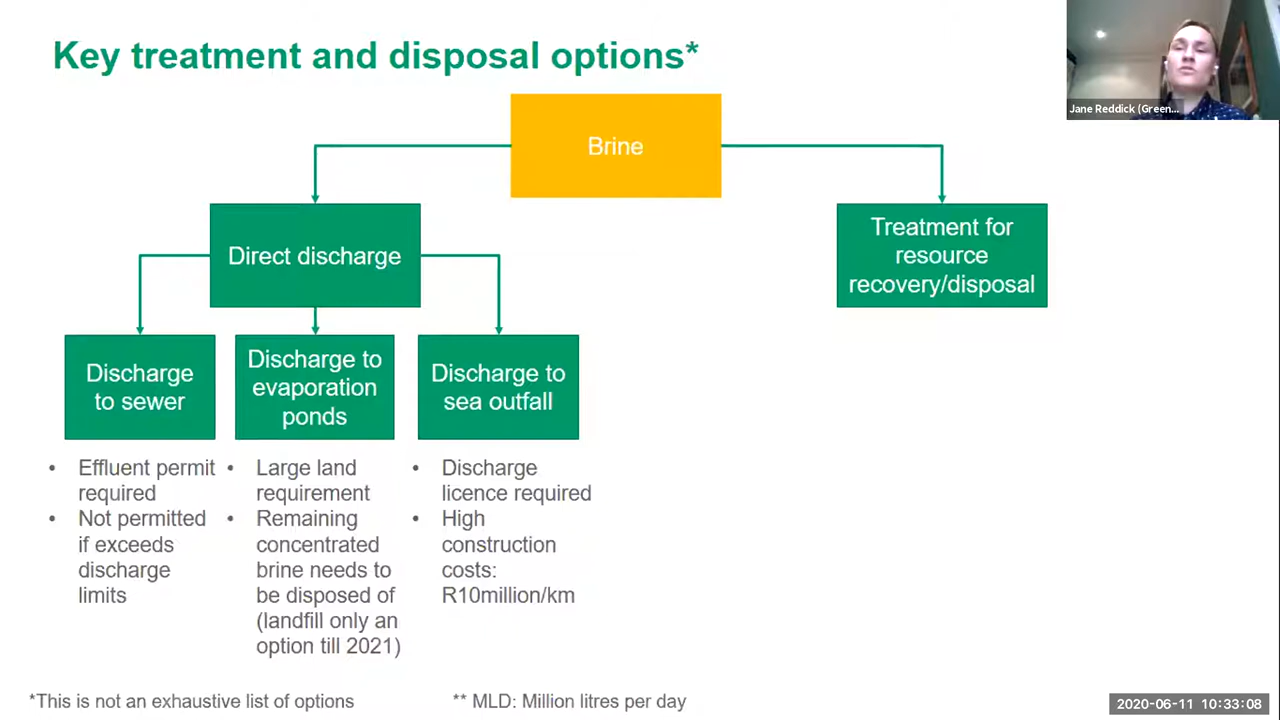 Key treatment and disposal options*
Jane Reddick (Green...
Brine
Direct discharge
Treatment for
resource
recovery/disposal
Discharge
to sewer
Discharge to
evaporation
ponds
Discharge to
sea outfall
• Effluent permit
required
• Not permitted
if exceeds
discharge
limits
• Large land
requirement
• Remaining
concentrated
brine needs to
be disposed of
(landfill only an
option till 2021)
• Discharge
licence required
• High
construction
costs:
R10million/km
*This is not an exhaustive list of options
** MLD: Million litres per day
2020-06-11 10:33:08